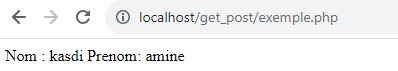 localhost/get_post/exemple.php
Nom : kasdi Prenom: amine